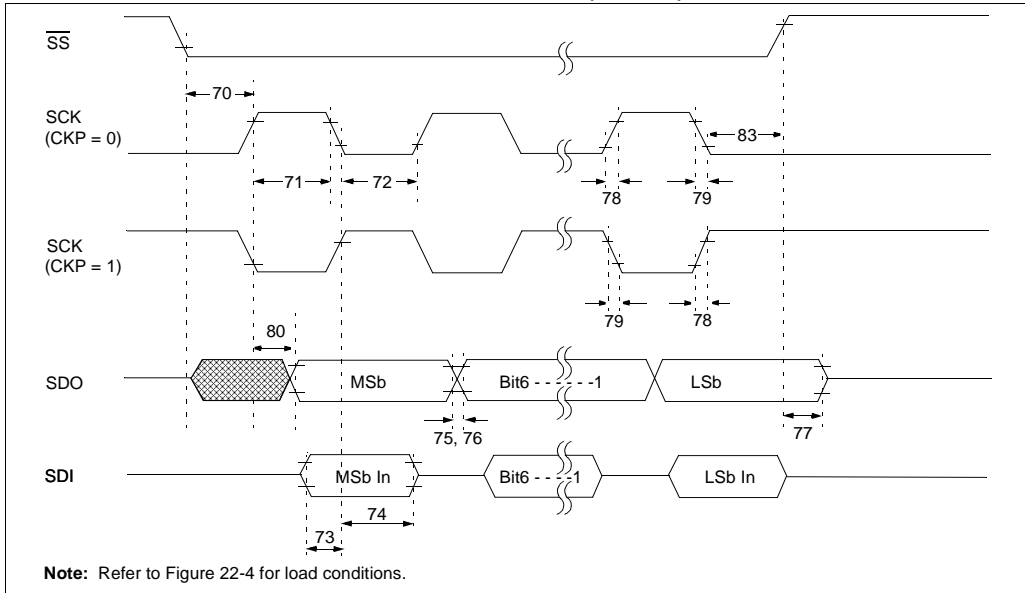 SS
70
SCK
(CKP = 0)
83
71
72
78
79
SCK
(CKP = 1)
79
78
80
SDO
MSb
Bit6 - - - - - -1
LSb
75, 76
77
SDI
MSb In
Bit6 - - - -1
LSb In
74
73
Note: Refer to Figure 22-4 for load conditions.